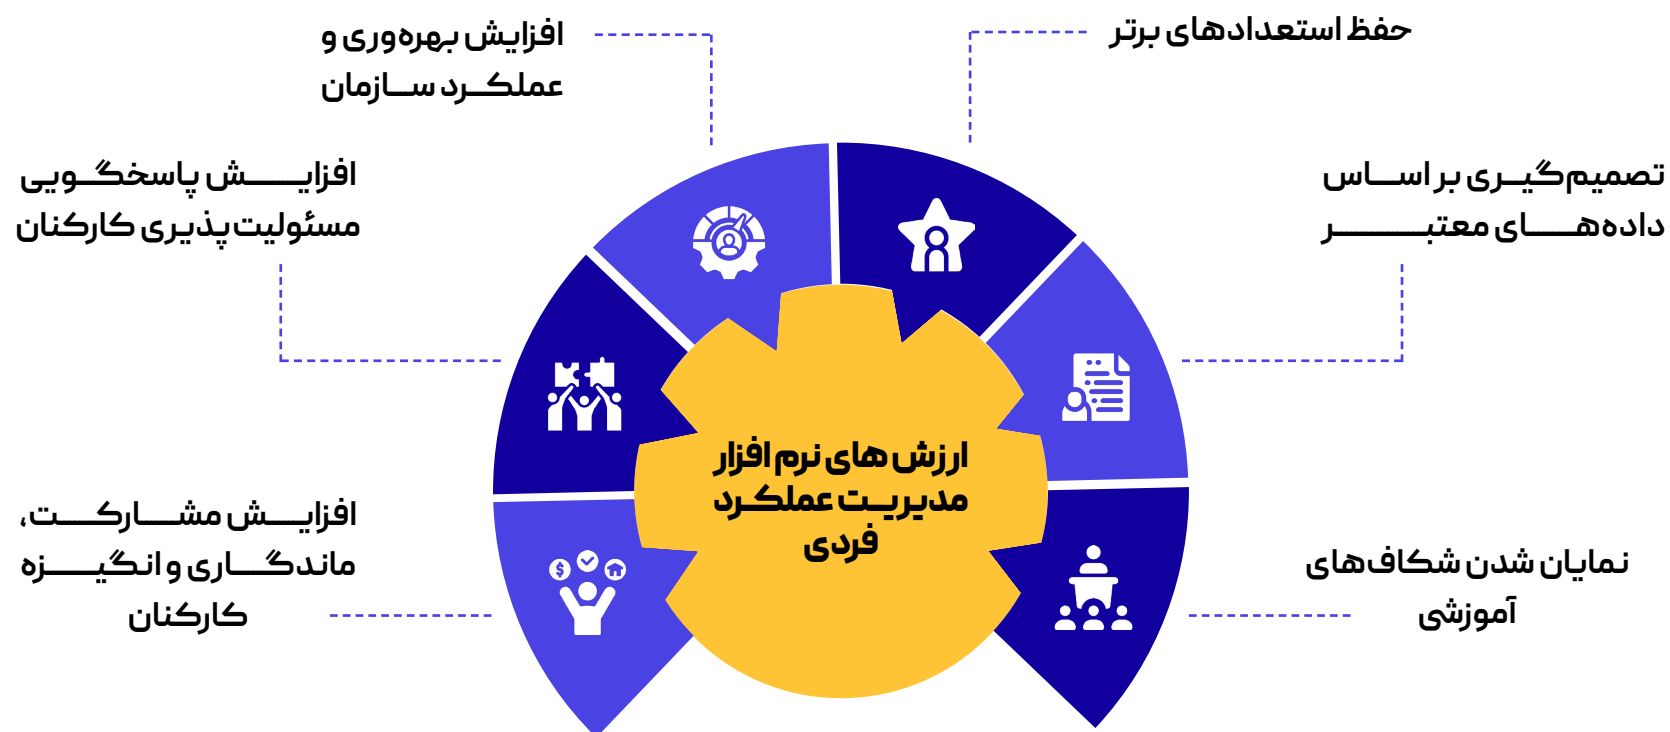 حفظ استعدادهای برتر
افزایش بهره‌وری و
عملکرد سازمان
تصمیم‌گیری بر اساس
داده‌های معتبر
افزایش پاسخگویی
مسئولیت‌پذیری کارکنان
ارزش های نرم افزار
مدیریت عملکرد
فردی
نمایان شدن شکاف‌های
آموزشی
افزایش مشارکت،
ماندگاری و انگیزه
کارکنان